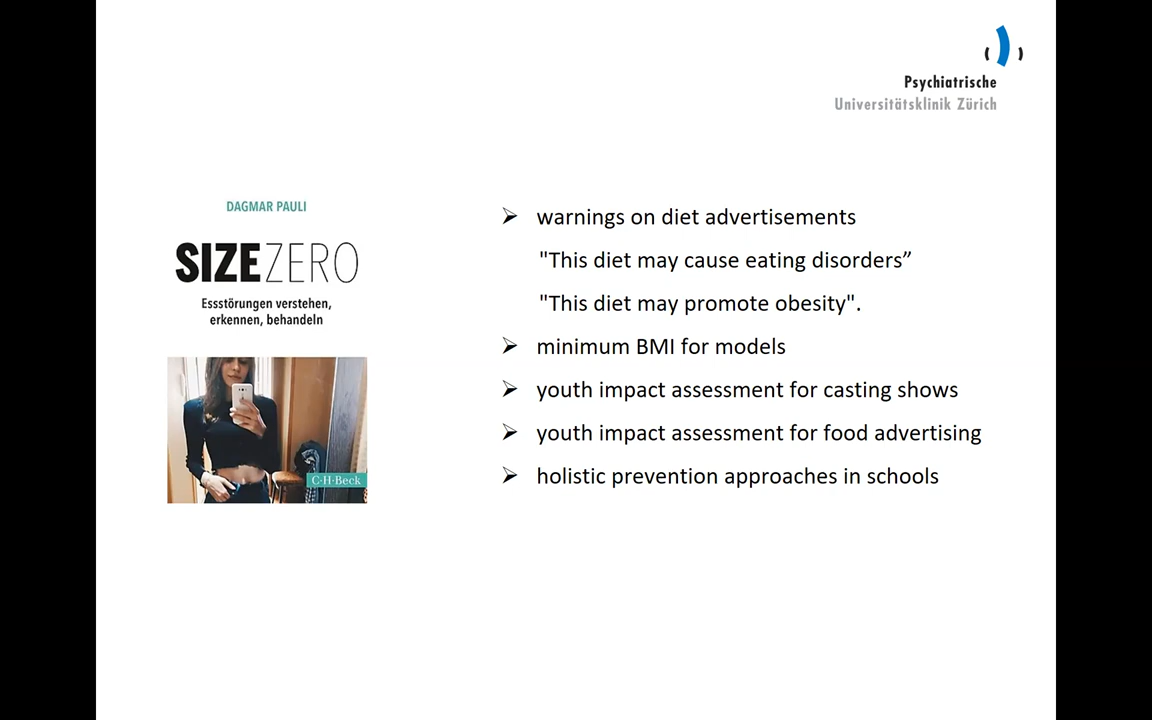 Psychiatrische
Universitätsklinik Zürich
DAGMAR PAULI
SIZE ZERO
Essstörungen verstehen,
erkennen, behandeln
C·H·Beck
➢ warnings on diet advertisements
"This diet may cause eating disorders”
"This diet may promote obesity".
➢ minimum BMI for models
➢ youth impact assessment for casting shows
➢ youth impact assessment for food advertising
➢ holistic prevention approaches in schools